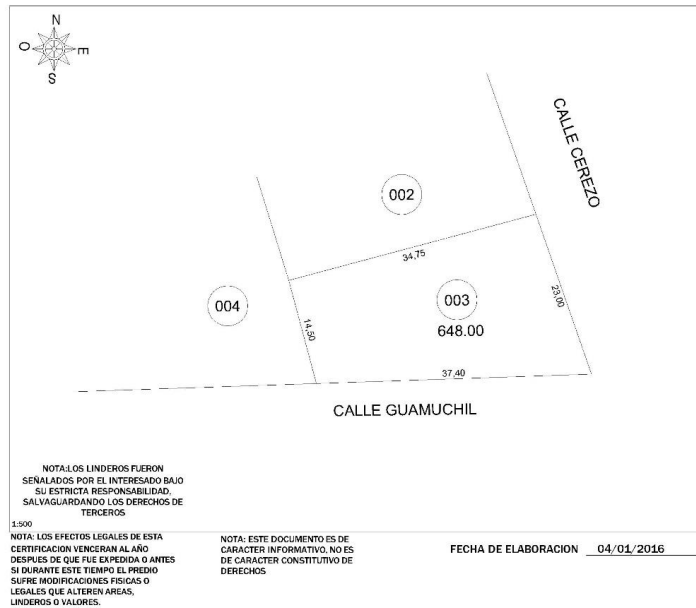 N
O
E
S
CALLE CEREZO
002
34,75
23,00
003
648.00
004
14,50
37,40
CALLE GUAMUCHIL
NOTA:LOS LINDEROS FUERON
SEÑALADOS POR EL INTERESADO BAJO
SU ESTRICTA RESPONSABILIDAD,
SALVAGUARDANDO LOS DERECHOS DE
TERCEROS
1:500
NOTA: LOS EFECTOS LEGALES DE ESTA
CERTIFICACION VENCERAN AL AÑO
DESPUES DE QUE FUE EXPEDIDA O ANTES
SI DURANTE ESTE TIEMPO EL PREDIO
SUFRE MODIFICACIONES FISICAS O
LEGALES QUE ALTEREN AREAS,
LINDEROS O VALORES.
NOTA: ESTE DOCUMENTO ES DE
CARACTER INFORMATIVO, NO ES
DE CARACTER CONSTITUTIVO DE
DERECHOS
FECHA DE ELABORACION 04/01/2016